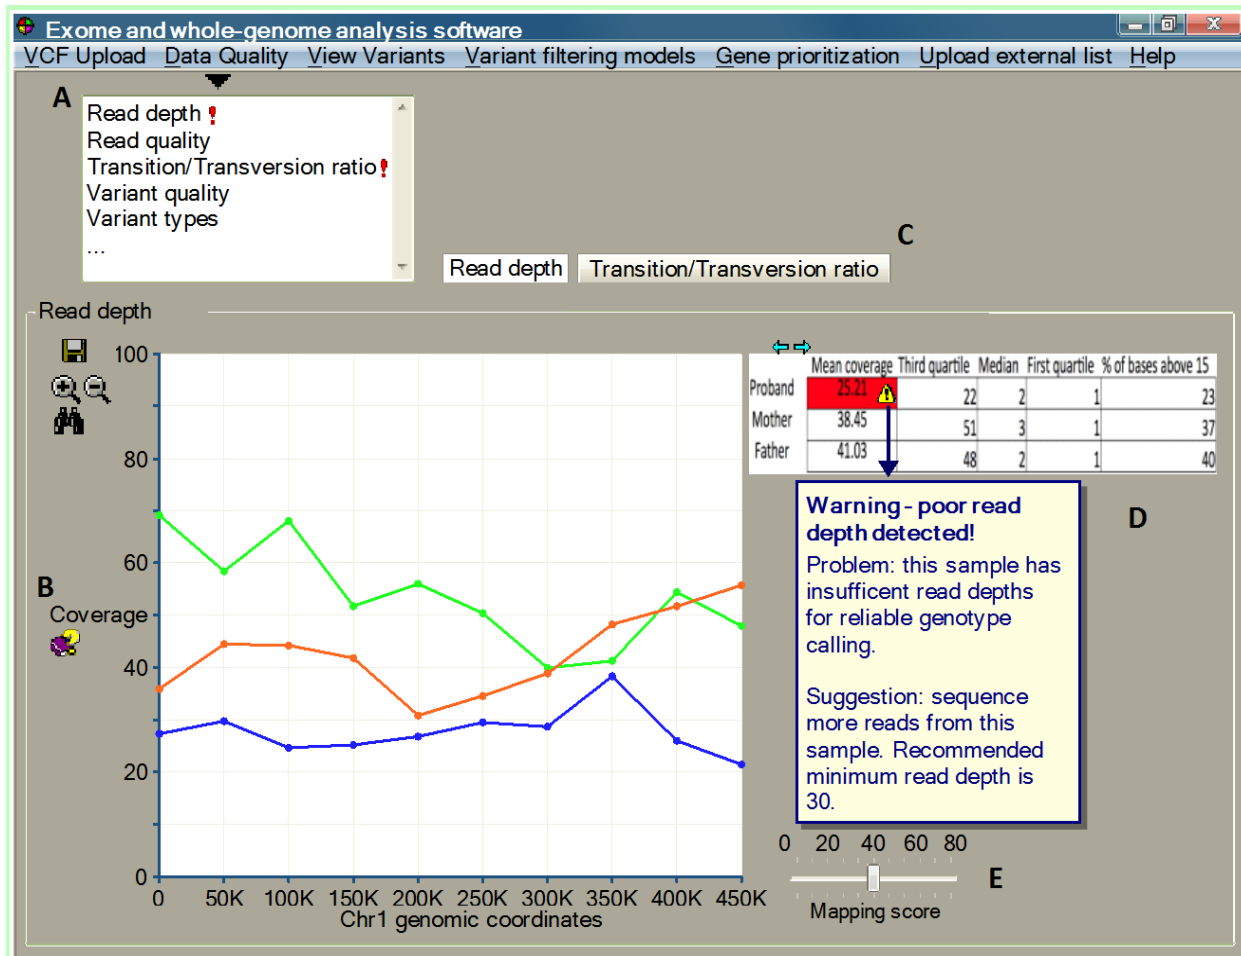 Exome and whole-genome analysis software
VCF Upload Data Quality View Variants Variant filtering models Gene prioritization Upload external list Help
A
Read depth !
Read quality
Transition/Transversion ratio !
Variant quality
Variant types
...
C
Read depth Transition/Transversion ratio
Read depth
Mean coverage Third quartile Median First quartile % of bases above 15
Proband 25.21 22 2 1 23
Mother 38.45 51 3 1 37
Father 41.03 48 2 1 40
Warning - poor read
depth detected!
Problem: this sample has
insufficent read depths
for reliable genotype
calling.
Suggestion: sequence
more reads from this
sample. Recommended
minimum read depth is
30.
D
B
Coverage
100
80
60
40
20
0
0 50K 100K 150K 200K 250K 300K 350K 400K 450K
Chr1 genomic coordinates
0 20 40 60 80
E
Mapping score